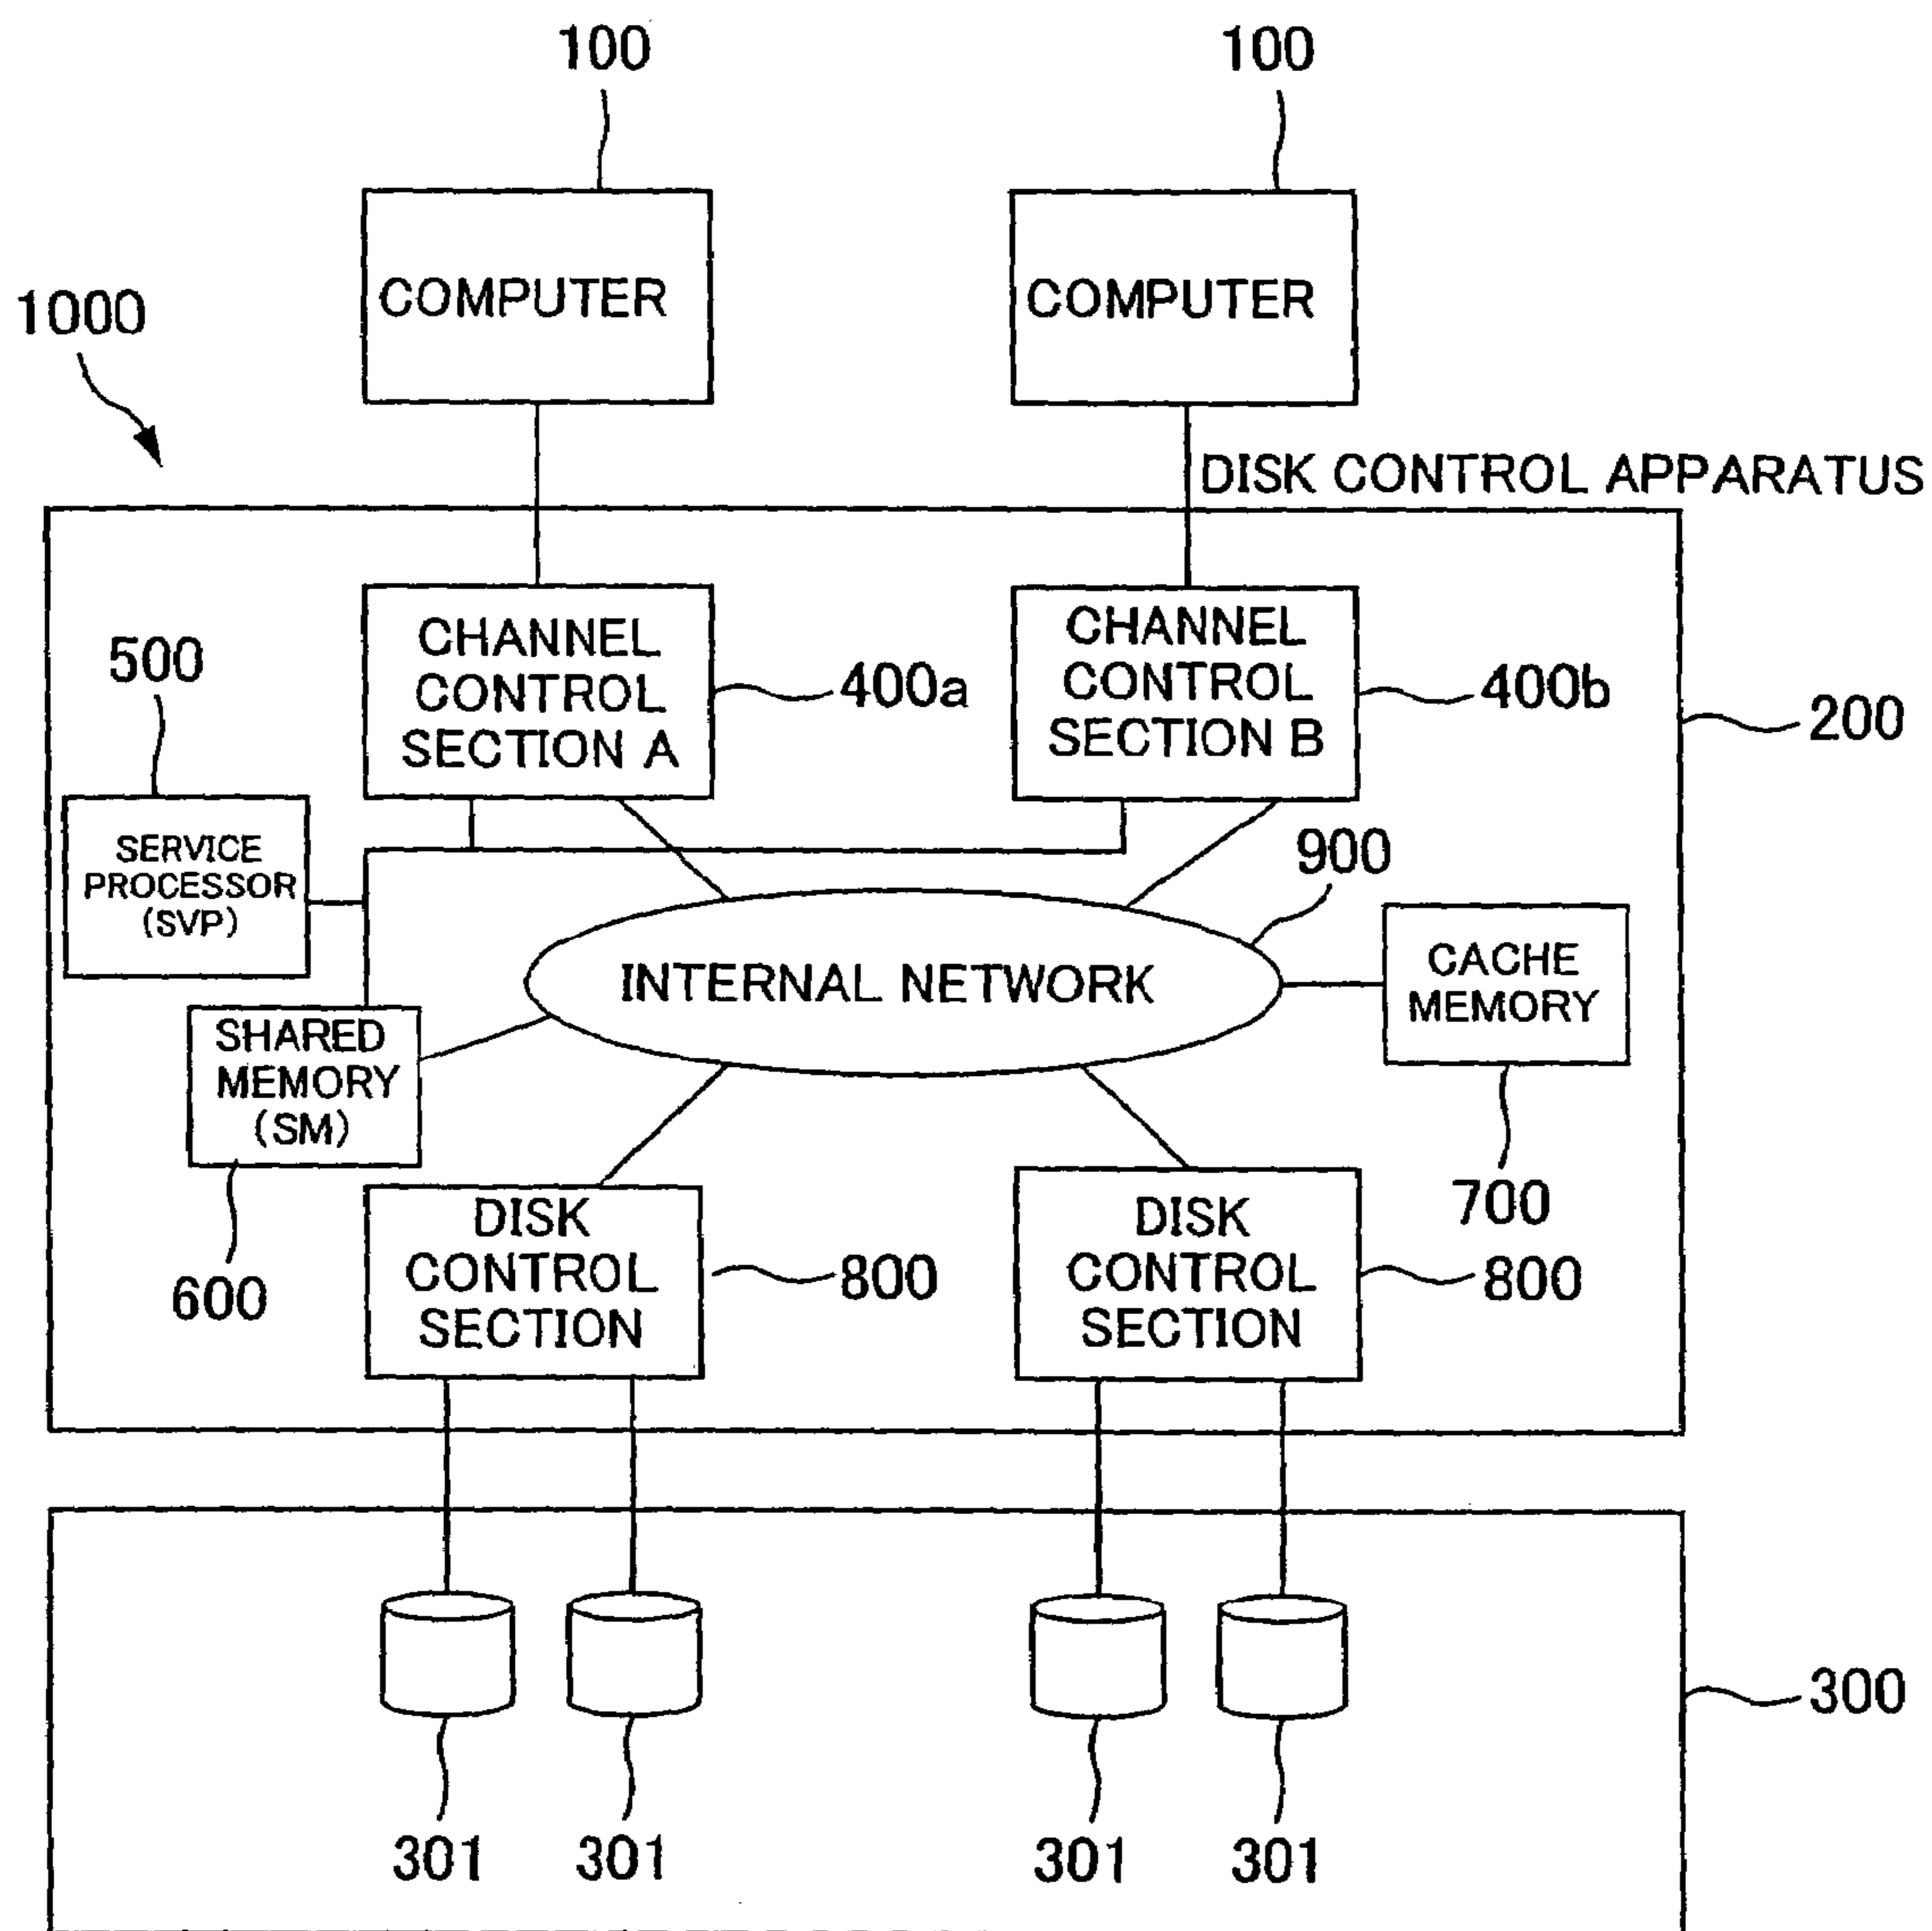 100
100
COMPUTER
COMPUTER
1000
DISK CONTROL APPARATUS
CHANNEL
CONTROL
SECTION A
400a
CHANNEL
CONTROL
SECTION B
400b
200
500
SERVICE
PROCESSOR
(SVP)
900
INTERNAL NETWORK
CACHE
MEMORY
700
SHARED
MEMORY
(SM)
600
DISK
CONTROL
SECTION
800
DISK
CONTROL
SECTION
800
300
301
301
301
301